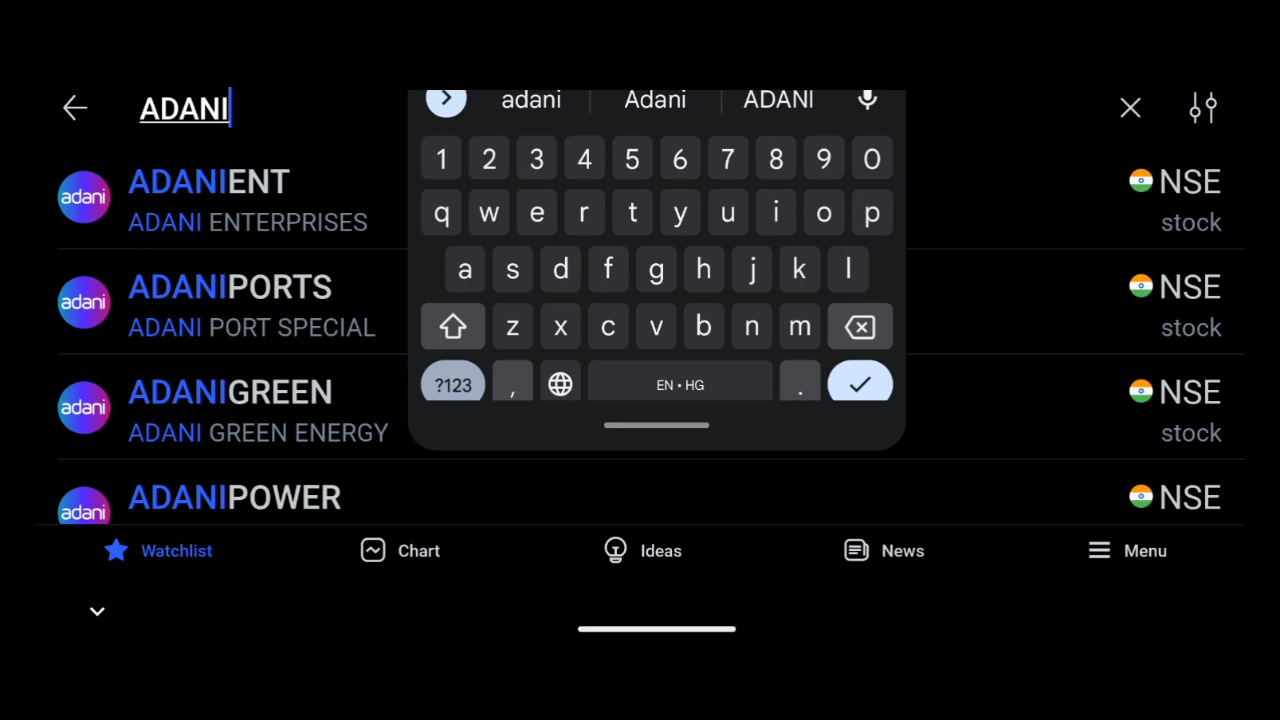 ADANI
adani Adani ADANI
1 2 3 4 5 6 7 8 9 0
q w e r t y u i o p
a s d f g h j k l
z x c v b n m
?123 , EN • HG .
adani ADANIENT NSE
ADANI ENTERPRISES stock
adani ADANIPORTS NSE
ADANI PORT SPECIAL stock
adani ADANIGREEN NSE
ADANI GREEN ENERGY stock
adani ADANIPOWER NSE
Watchlist Chart Ideas News Menu